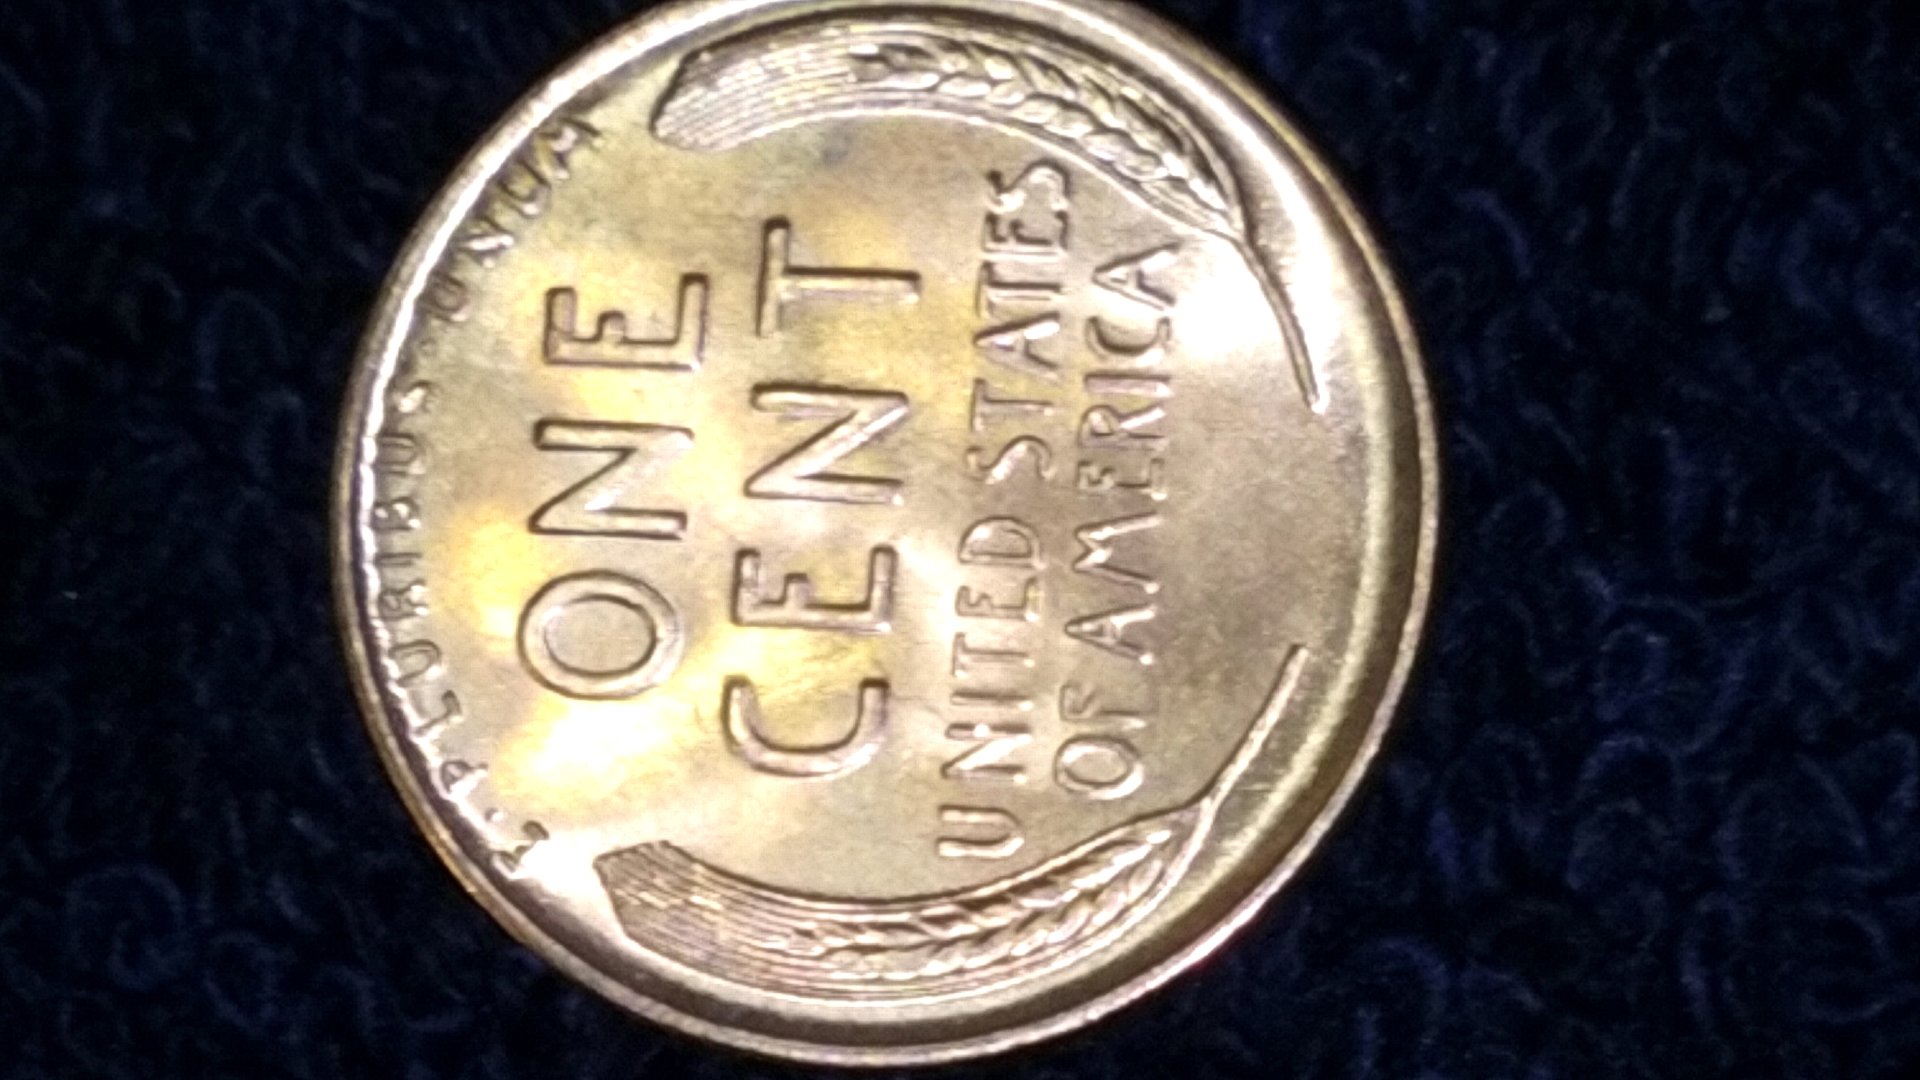 E PLURIBUS UNUM
ONE
CENT
UNITED STATES
OF AMERICA